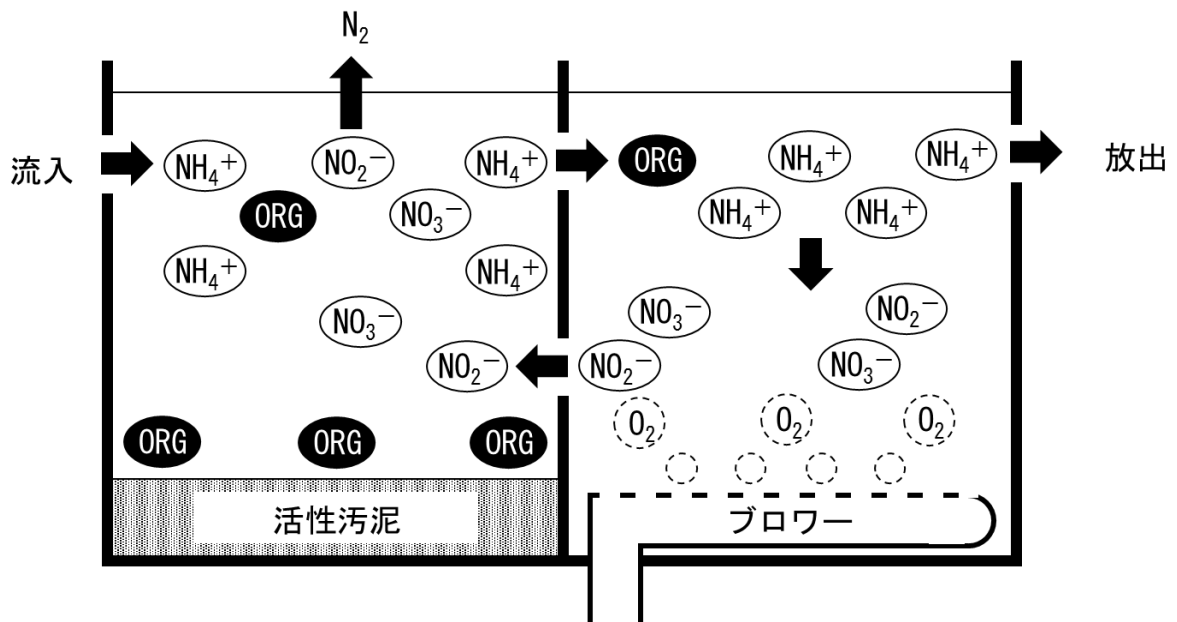 N₂
流入
NH₄⁺
NO₂⁻
NH₄⁺
ORG
NO₃⁻
NH₄⁺
NH₄⁺
NO₃⁻
NO₂⁻
ORG
ORG
ORG
活性汚泥
ORG
NH₄⁺
NH₄⁺
NH₄⁺
NH₄⁺
放出
NO₃⁻
NO₂⁻
NO₂⁻
NO₃⁻
O₂
O₂
O₂
ブロワー